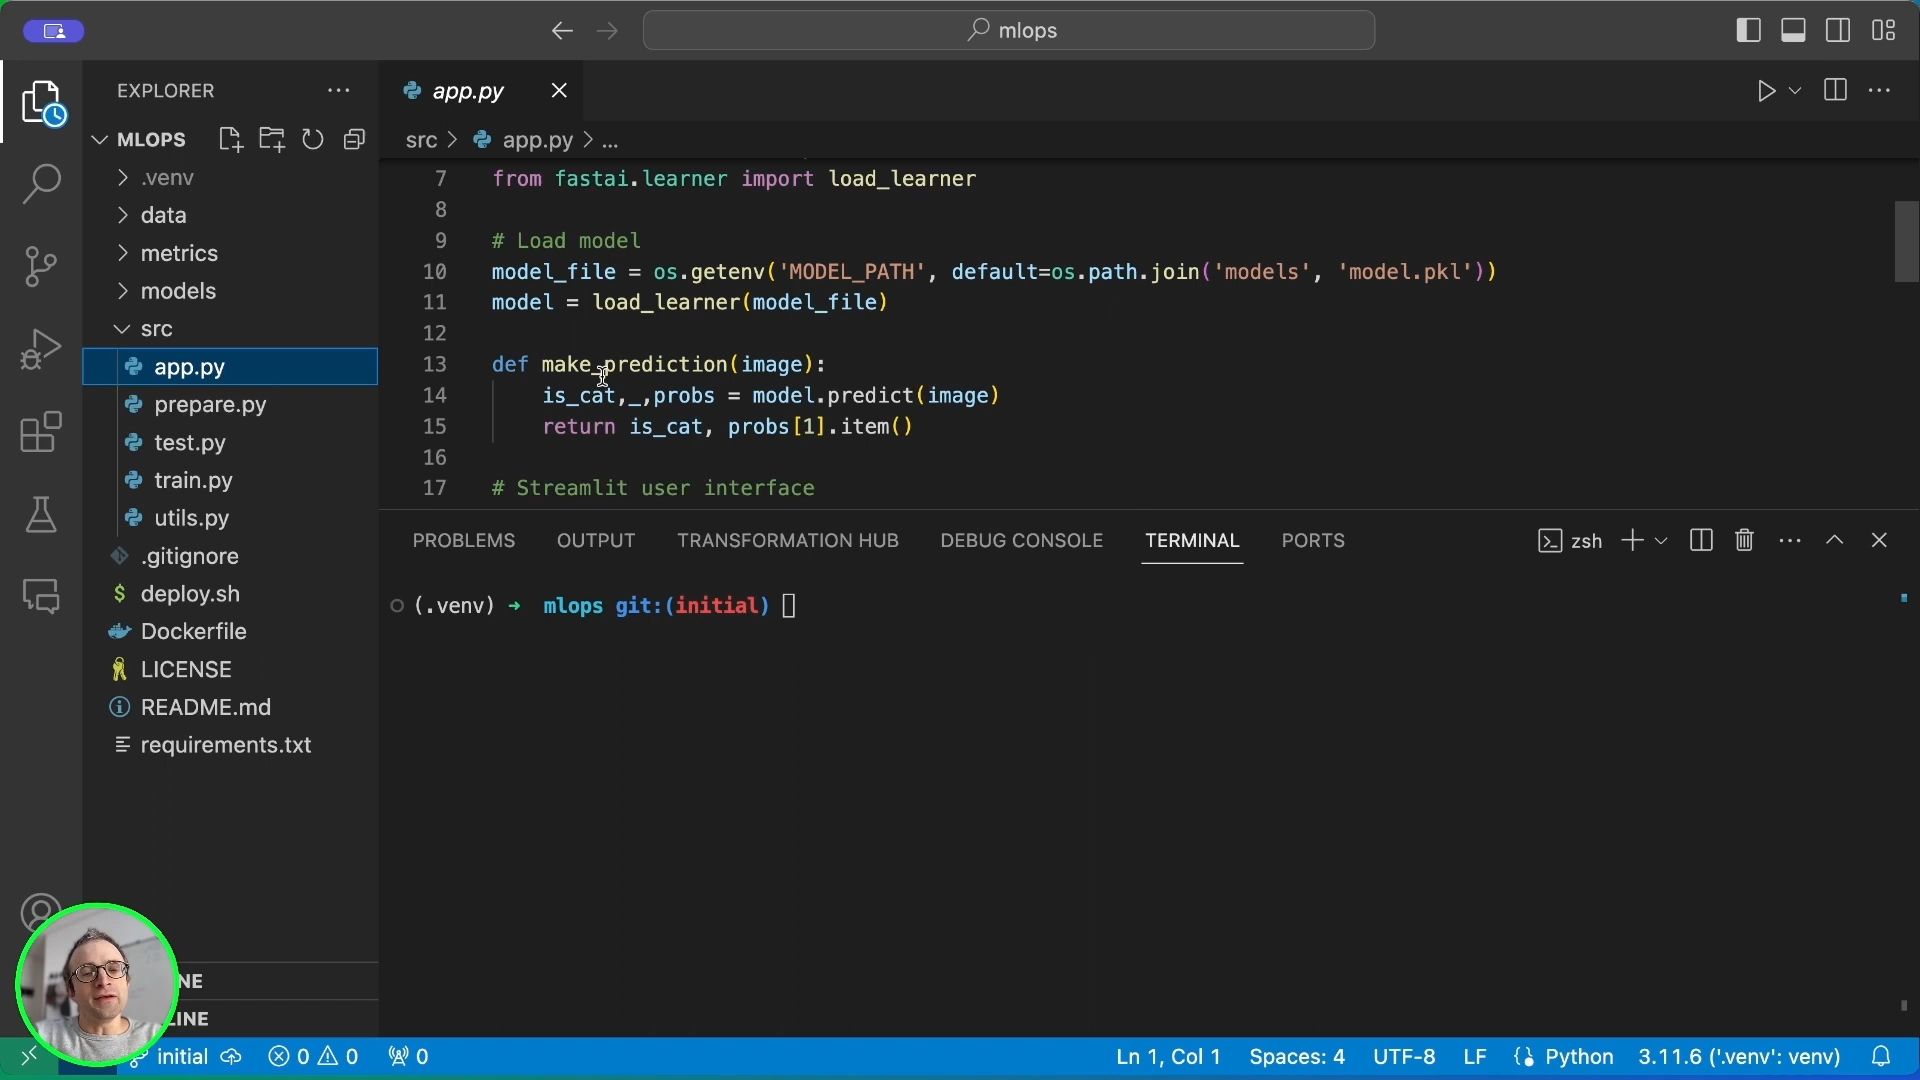 mlops
EXPLORER
MLOPS
.venv
data
metrics
models
src
app.py
prepare.py
test.py
train.py
utils.py
.gitignore
deploy.sh
Dockerfile
LICENSE
README.md
requirements.txt
NE
LINE
app.py
src > app.py > ...
7 from fastai.learner import load_learner
8
9 # Load model
10 model_file = os.getenv('MODEL_PATH', default=os.path.join('models', 'model.pkl'))
11 model = load_learner(model_file)
12
13 def make_prediction(image):
14 is_cat,_,probs = model.predict(image)
15 return is_cat, probs[1].item()
16
17 # Streamlit user interface
PROBLEMS OUTPUT TRANSFORMATION HUB DEBUG CONSOLE TERMINAL PORTS zsh
(.venv) → mlops git:(initial)
initial 0 0 0 Ln 1, Col 1 Spaces: 4 UTF-8 LF Python 3.11.6 ('.venv': venv)